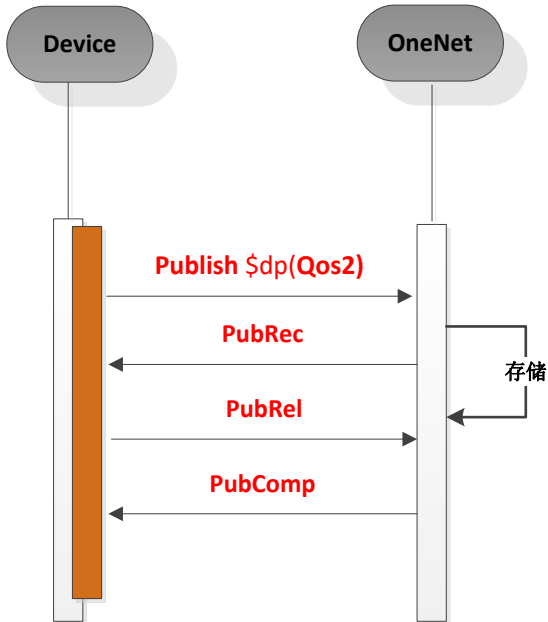 Device
OneNet
Publish $dp(Qos2)
PubRec
存储
PubRel
PubComp